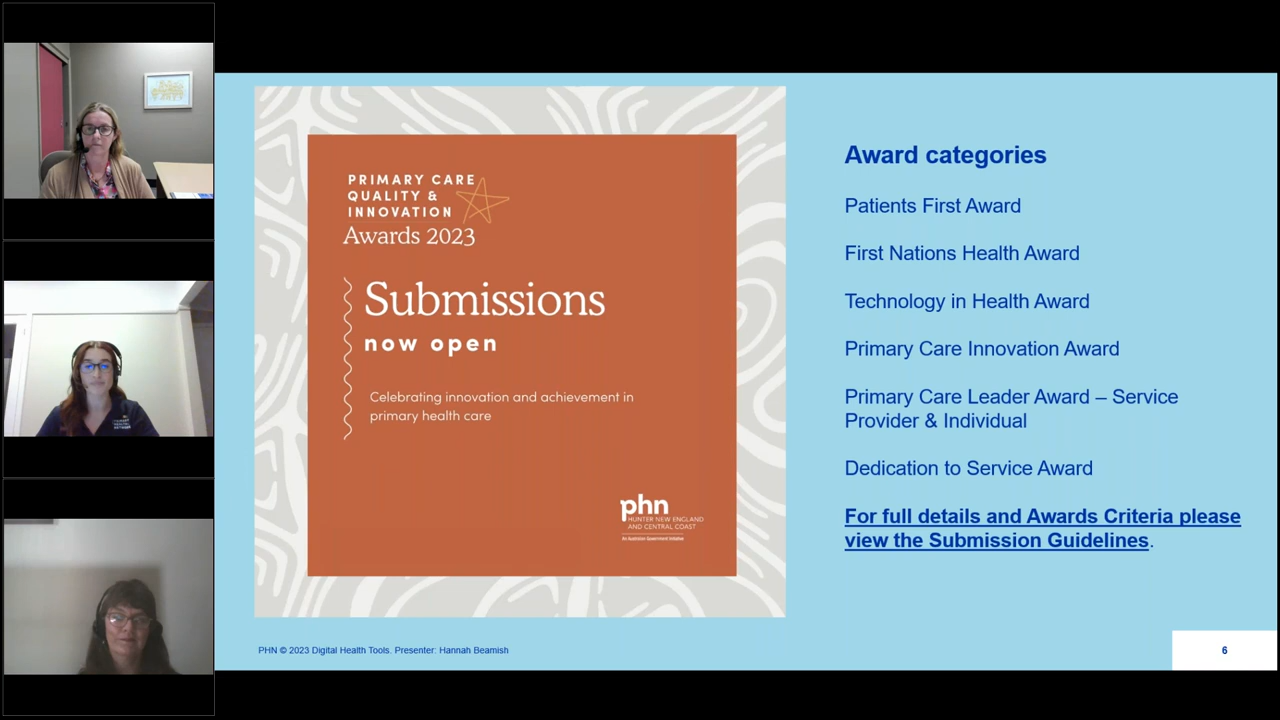 PRIMARY CARE
QUALITY &
INNOVATION
Awards 2023
Submissions
now open
Celebrating innovation and achievement in
primary health care
phn
HUNTER NEW ENGLAND
AND CENTRAL COAST
An Australian Government Initiative
Award categories
Patients First Award
First Nations Health Award
Technology in Health Award
Primary Care Innovation Award
Primary Care Leader Award – Service
Provider & Individual
Dedication to Service Award
For full details and Awards Criteria please
view the Submission Guidelines.
PHN © 2023 Digital Health Tools. Presenter: Hannah Beamish
6